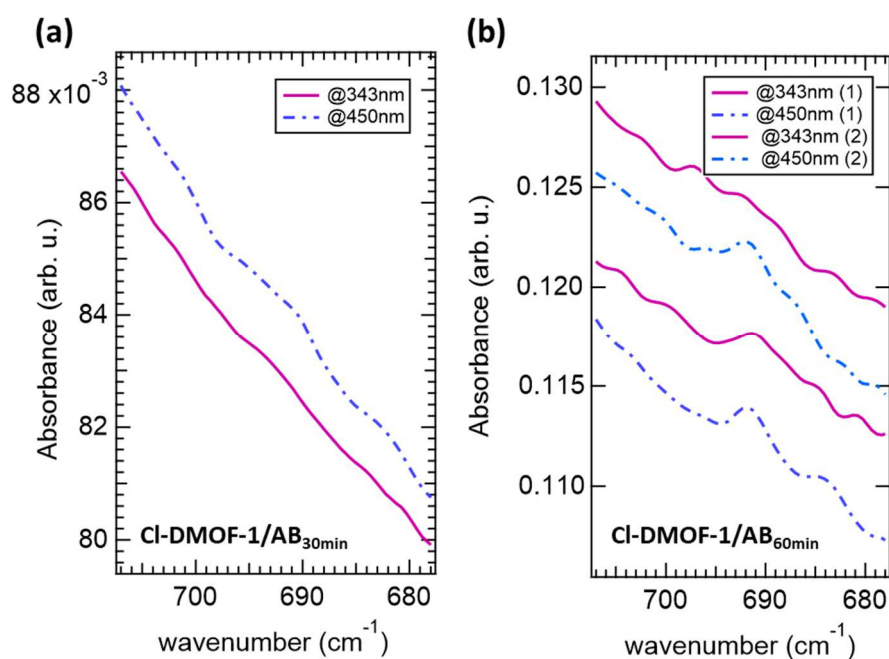 (a)
88 x10⁻³
86
84
82
80
Absorbance (arb. u.)
@343nm
@450nm
Cl-DMOF-1/AB30min
700
690
680
wavenumber (cm⁻¹)
(b)
0.130
0.125
0.120
0.115
0.110
Absorbance (arb. u.)
@343nm (1)
@450nm (1)
@343nm (2)
@450nm (2)
Cl-DMOF-1/AB60min
700
690
680
wavenumber (cm⁻¹)